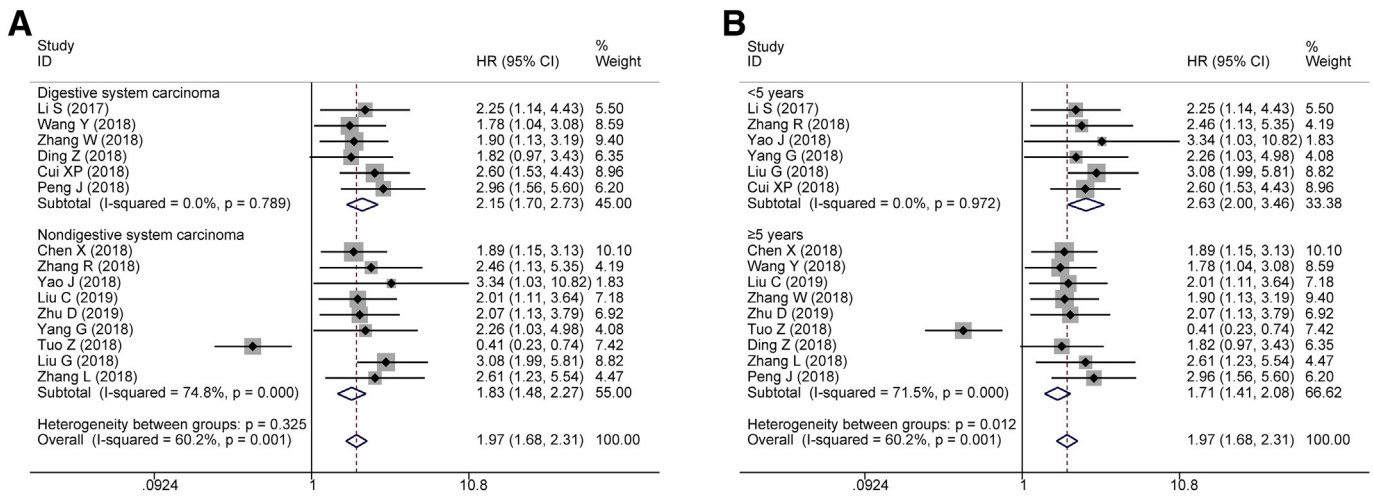 A
Study %
ID HR (95% CI) Weight
Digestive system carcinoma
Li S (2017) 2.25 (1.14, 4.43) 5.50
Wang Y (2018) 1.78 (1.04, 3.08) 8.59
Zhang W (2018) 1.90 (1.13, 3.19) 9.40
Ding Z (2018) 1.82 (0.97, 3.43) 6.35
Cui XP (2018) 2.60 (1.53, 4.43) 8.96
Peng J (2018) 2.96 (1.56, 5.60) 6.20
Subtotal (I-squared = 0.0%, p = 0.789) 2.15 (1.70, 2.73) 45.00
Nondigestive system carcinoma
Chen X (2018) 1.89 (1.15, 3.13) 10.10
Zhang R (2018) 2.46 (1.13, 5.35) 4.19
Yao J (2018) 3.34 (1.03, 10.82) 1.83
Liu C (2019) 2.01 (1.11, 3.64) 7.18
Zhu D (2019) 2.07 (1.13, 3.79) 6.92
Yang G (2018) 2.26 (1.03, 4.98) 4.08
Tuo Z (2018) 0.41 (0.23, 0.74) 7.42
Liu G (2018) 3.08 (1.99, 5.81) 8.82
Zhang L (2018) 2.61 (1.23, 5.54) 4.47
Subtotal (I-squared = 74.8%, p = 0.000) 1.83 (1.48, 2.27) 55.00
Heterogeneity between groups: p = 0.325
Overall (I-squared = 60.2%, p = 0.001) 1.97 (1.68, 2.31) 100.00
.0924 1 10.8
B
Study %
ID HR (95% CI) Weight
<5 years
Li S (2017) 2.25 (1.14, 4.43) 5.50
Zhang R (2018) 2.46 (1.13, 5.35) 4.19
Yao J (2018) 3.34 (1.03, 10.82) 1.83
Yang G (2018) 2.26 (1.03, 4.98) 4.08
Liu G (2018) 3.08 (1.99, 5.81) 8.82
Cui XP (2018) 2.60 (1.53, 4.43) 8.96
Subtotal (I-squared = 0.0%, p = 0.972) 2.63 (2.00, 3.46) 33.38
≥5 years
Chen X (2018) 1.89 (1.15, 3.13) 10.10
Wang Y (2018) 1.78 (1.04, 3.08) 8.59
Liu C (2019) 2.01 (1.11, 3.64) 7.18
Zhang W (2018) 1.90 (1.13, 3.19) 9.40
Zhu D (2019) 2.07 (1.13, 3.79) 6.92
Tuo Z (2018) 0.41 (0.23, 0.74) 7.42
Ding Z (2018) 1.82 (0.97, 3.43) 6.35
Zhang L (2018) 2.61 (1.23, 5.54) 4.47
Peng J (2018) 2.96 (1.56, 5.60) 6.20
Subtotal (I-squared = 71.5%, p = 0.000) 1.71 (1.41, 2.08) 66.62
Heterogeneity between groups: p = 0.012
Overall (I-squared = 60.2%, p = 0.001) 1.97 (1.68, 2.31) 100.00
.0924 1 10.8